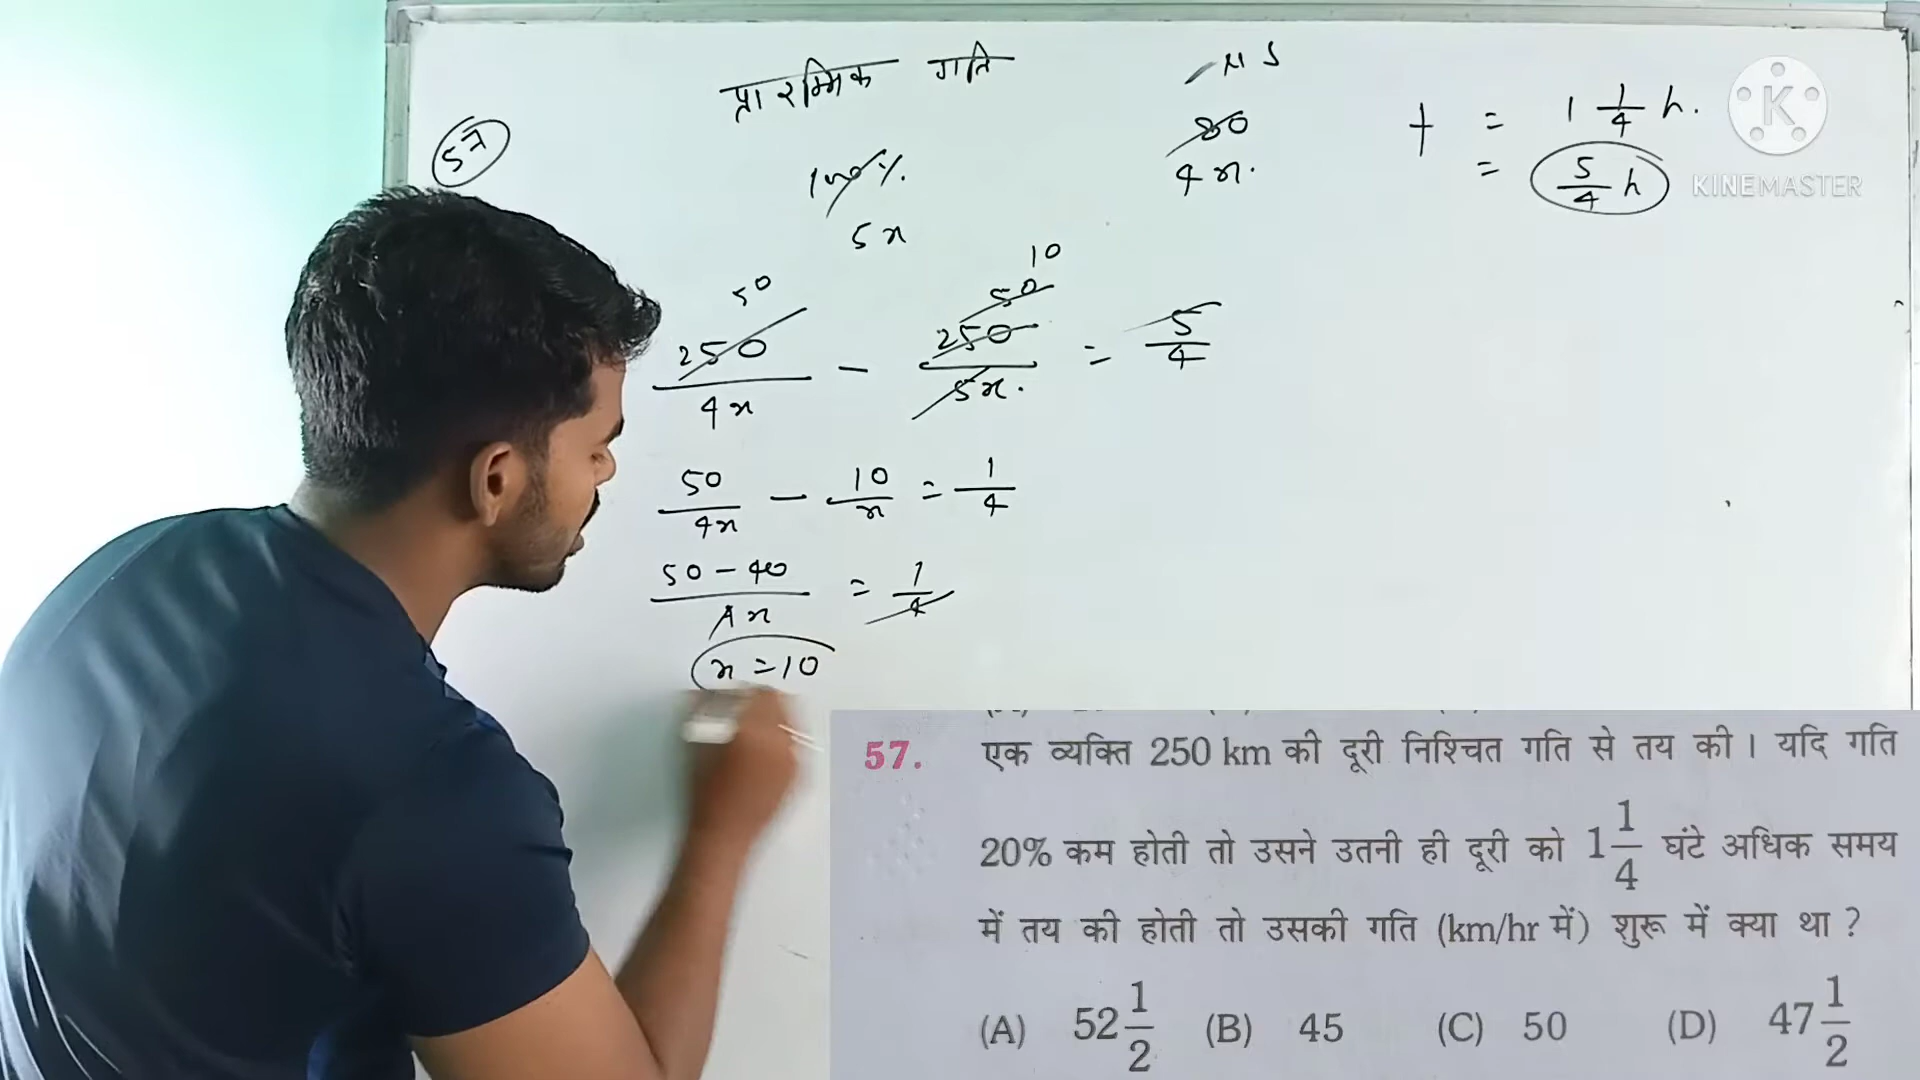 प्रारम्भिक गति
N S
57
100%
80
t = 1 1/4 h.
5x
4x.
= 5/4 h
KINEMASTER
50 50 10
250/4x - 250/5x. = 5/4
50/4x - 10/x = 1/4
50-40/4x = 1/4
x = 10
57. एक व्यक्ति 250 km की दूरी निश्चित गति से तय की । यदि गति
20% कम होती तो उसने उतनी ही दूरी को 1 1/4 घंटे अधिक समय
में तय की होती तो उसकी गति (km/hr में) शुरू में क्या था ?
(A) 52 1/2 (B) 45 (C) 50 (D) 47 1/2